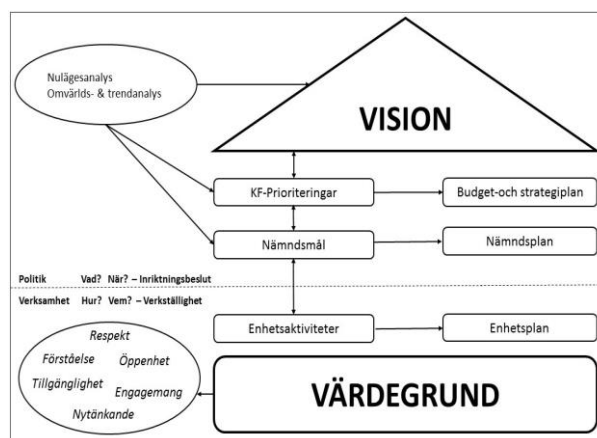 Nulägesanalys
Omvärlds- & trendanalys
VISION
KF-Prioriteringar
Budget-och strategiplan
Nämndsmål
Nämndsplan
Politik Vad? När? – Inriktningsbeslut
Verksamhet Hur? Vem? – Verkställighet
Enhetsaktiviteter
Enhetsplan
Respekt
Förståelse
Öppenhet
Tillgänglighet
Engagemang
Nytänkande
VÄRDEGRUND